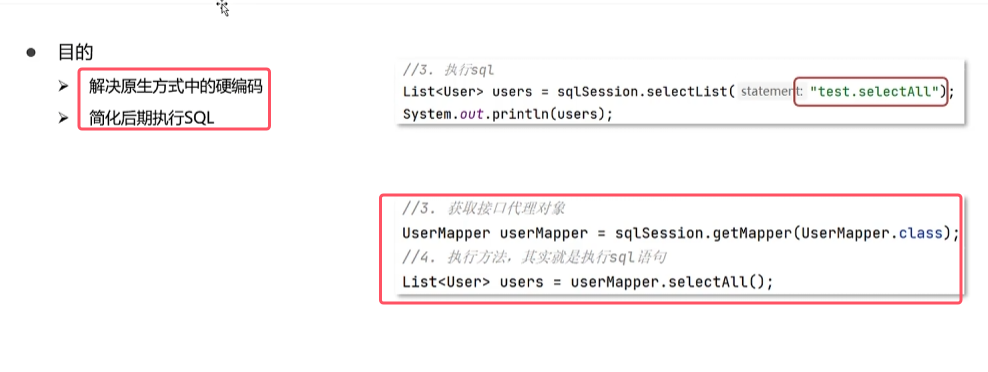 目的
解决原生方式中的硬编码
简化后期执行SQL
//3. 执行sql
List<User> users = sqlSession.selectList( statement: "test.selectAll");
System.out.println(users);
//3. 获取接口代理对象
UserMapper userMapper = sqlSession.getMapper(UserMapper.class);
//4. 执行方法，其实就是执行sql语句
List<User> users = userMapper.selectAll();